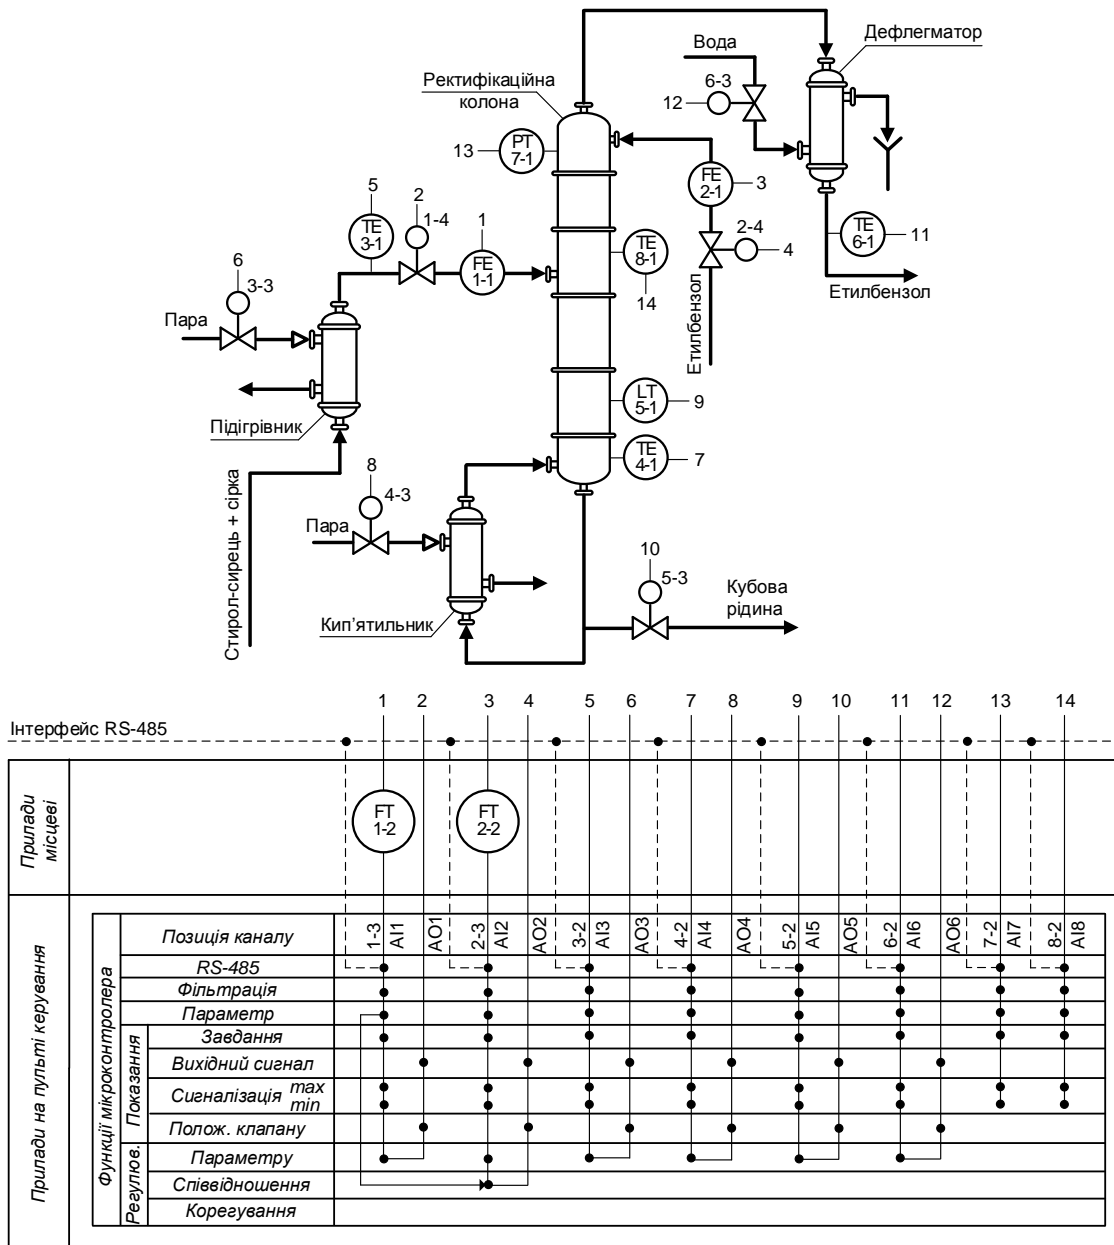 Вода
Дефлегматор
6-3
12
Ректифікаційна
колона
PT
7-1
13
FE
2-1
3
5
2
1-4
1
TE
3-1
FE
1-1
TE
8-1
14
2-4
4
TE
6-1
11
Етилбензол
Етилбензол
6
3-3
Пара
LT
5-1
9
Підігрівник
TE
4-1
7
8
4-3
Пара
Стирол-сирець + сірка
10
5-3
Кубова
рідина
Кип’ятильник
1 2 3 4 5 6 7 8 9 10 11 12 13 14
Інтерфейс RS-485
Прилади
місцеві
FT
1-2
FT
2-2
Прилади на пульті керування
Функції мікроконтролера
Позиція каналу
1-3 AI1 AO1 2-3 AI2 AO2 3-2 AI3 AO3 4-2 AI4 AO4 5-2 AI5 AO5 6-2 AI6 AO6 7-2 AI7 8-2 AI8
RS-485
Фільтрація
Параметр
Показання
Завдання
Вихідний сигнал
Сигналізація max
min
Полож. клапану
Регулюв.
Параметру
Співвідношення
Корегування